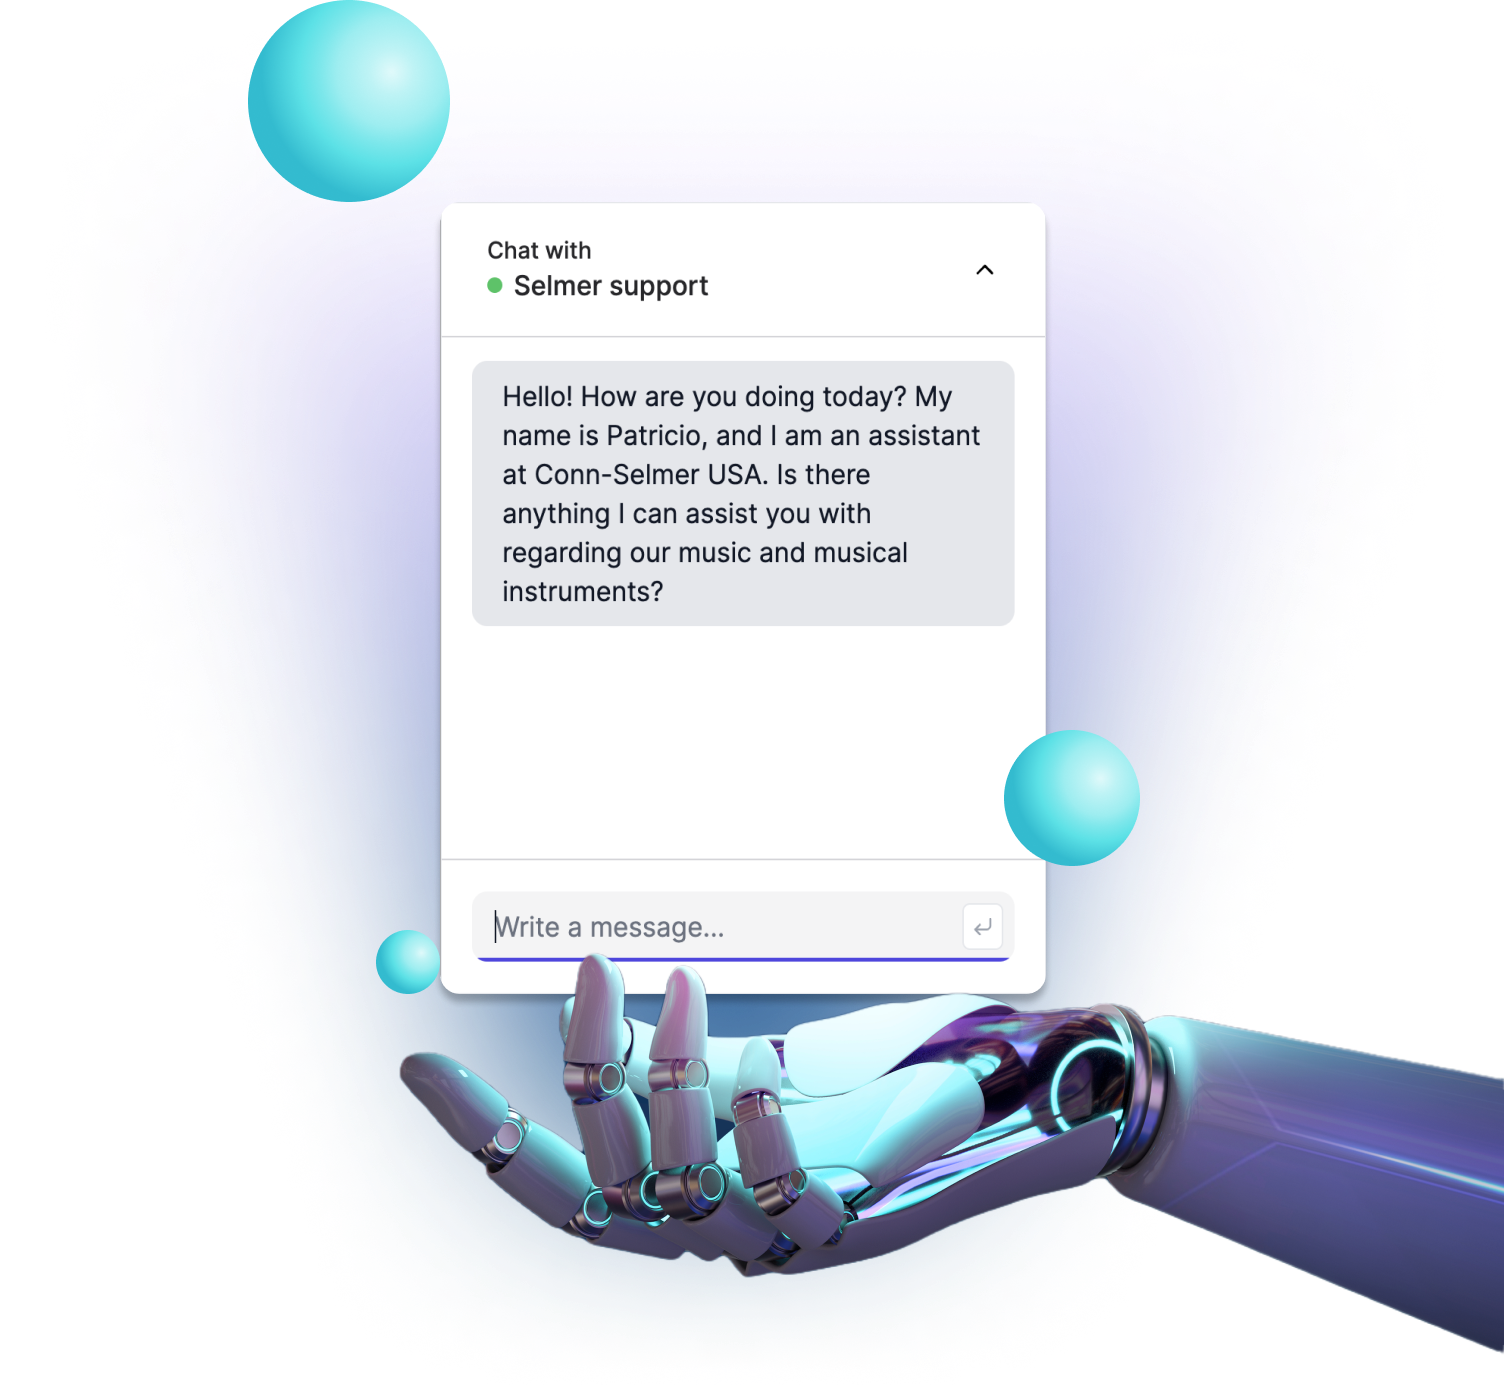 Chat with
Selmer support
Hello! How are you doing today? My
name is Patricio, and I am an assistant
at Conn-Selmer USA. Is there
anything I can assist you with
regarding our music and musical
instruments?
Write a message...